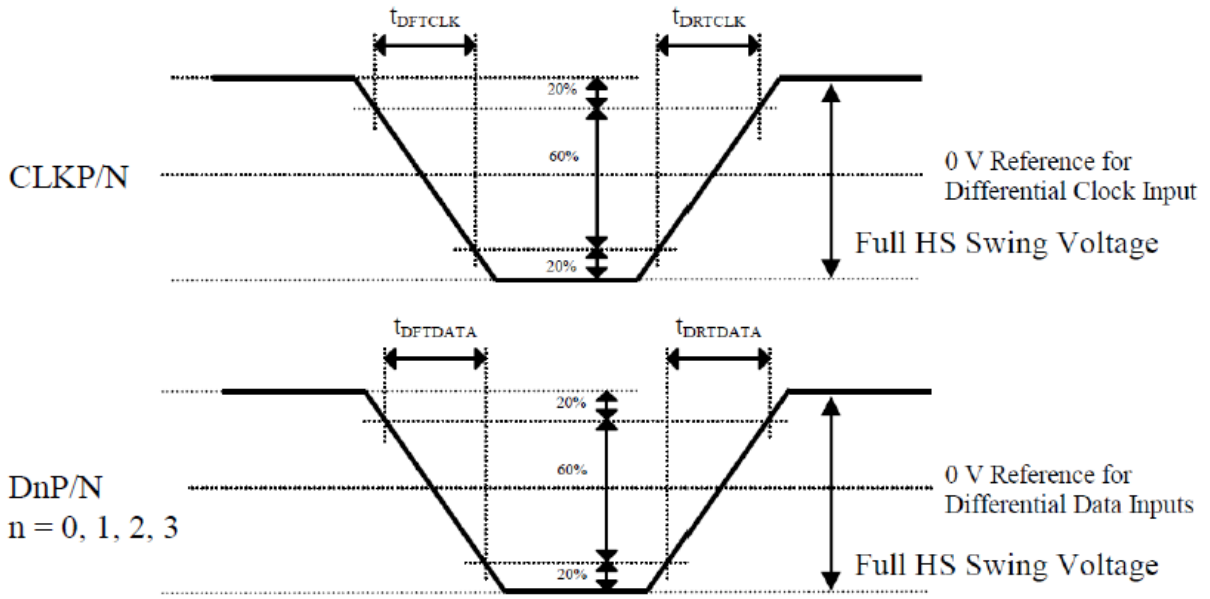 tDFTCLK
tDRTCLK
20%
60%
20%
CLKP/N
0 V Reference for
Differential Clock Input
Full HS Swing Voltage
tDFTDATA
tDRTDATA
20%
60%
20%
DnP/N
n = 0, 1, 2, 3
0 V Reference for
Differential Data Inputs
Full HS Swing Voltage